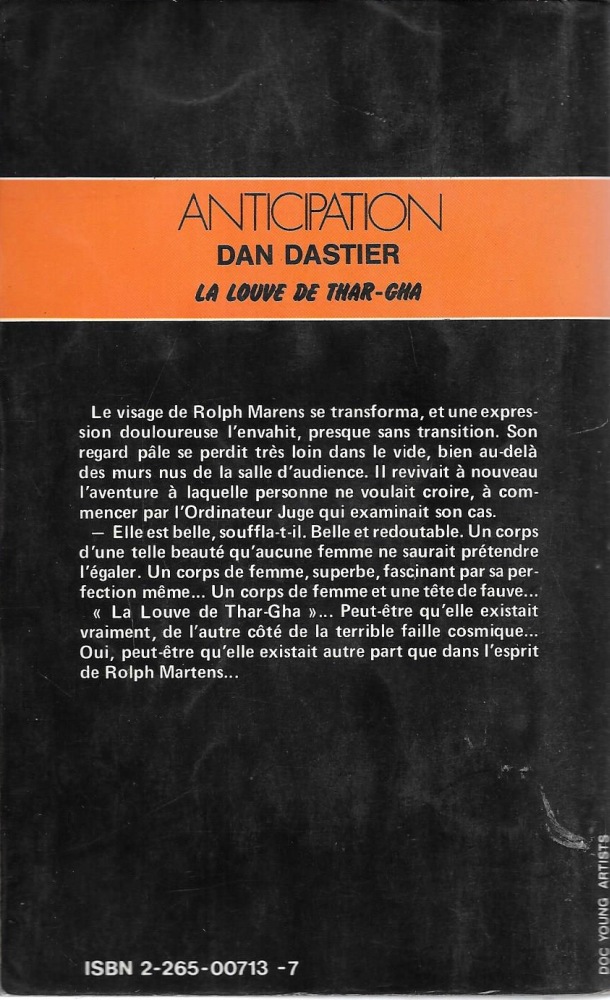 ANTICIPATION
DAN DASTIER
LA LOUVE DE THAR-GHA
Le visage de Rolph Marens se transforma, et une expres-
sion douloureuse l'envahit, presque sans transition. Son
regard pâle se perdit très loin dans le vide, bien au-delà
des murs nus de la salle d'audience. Il revivait à nouveau
l'aventure à laquelle personne ne voulait croire, à com-
mencer par l'Ordinateur Juge qui examinait son cas.
— Elle est belle, souffla-t-il. Belle et redoutable. Un corps
d'une telle beauté qu'aucune femme ne saurait prétendre
l'égaler. Un corps de femme, superbe, fascinant par sa per-
fection même... Un corps de femme et une tête de fauve...
« La Louve de Thar-Gha »... Peut-être qu'elle existait
vraiment, de l'autre côté de la terrible faille cosmique...
Oui, peut-être qu'elle existait autre part que dans l'esprit
de Rolph Martens...
DOC YOUNG ARTISTS
ISBN 2-265-00713 -7